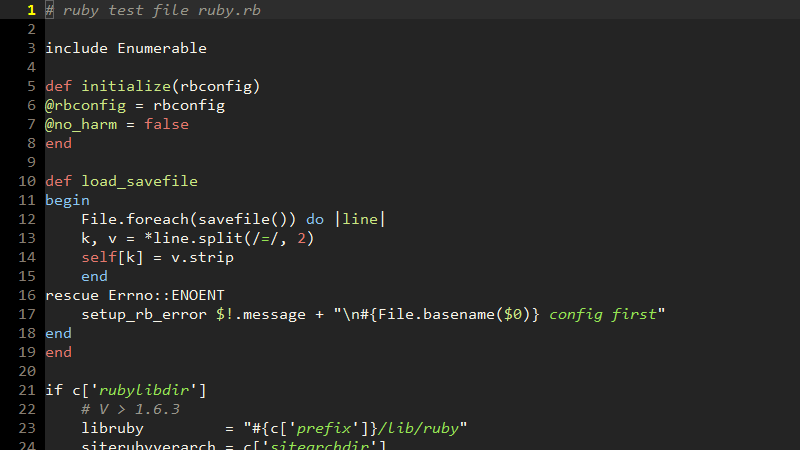 1 # ruby test file ruby.rb
2
3 include Enumerable
4
5 def initialize(rbconfig)
6 @rbconfig = rbconfig
7 @no_harm = false
8 end
9
10 def load_savefile
11 begin
12     File.foreach(savefile()) do |line|
13     k, v = *line.split(/=/, 2)
14     self[k] = v.strip
15     end
16 rescue Errno::ENOENT
17     setup_rb_error $!.message + "\n#{File.basename($0)} config first"
18 end
19 end
20
21 if c['rubylibdir']
22     # V > 1.6.3
23     libruby         = "#{c['prefix']}/lib/ruby"
24     siterubyverarch = c['sitearchdir']